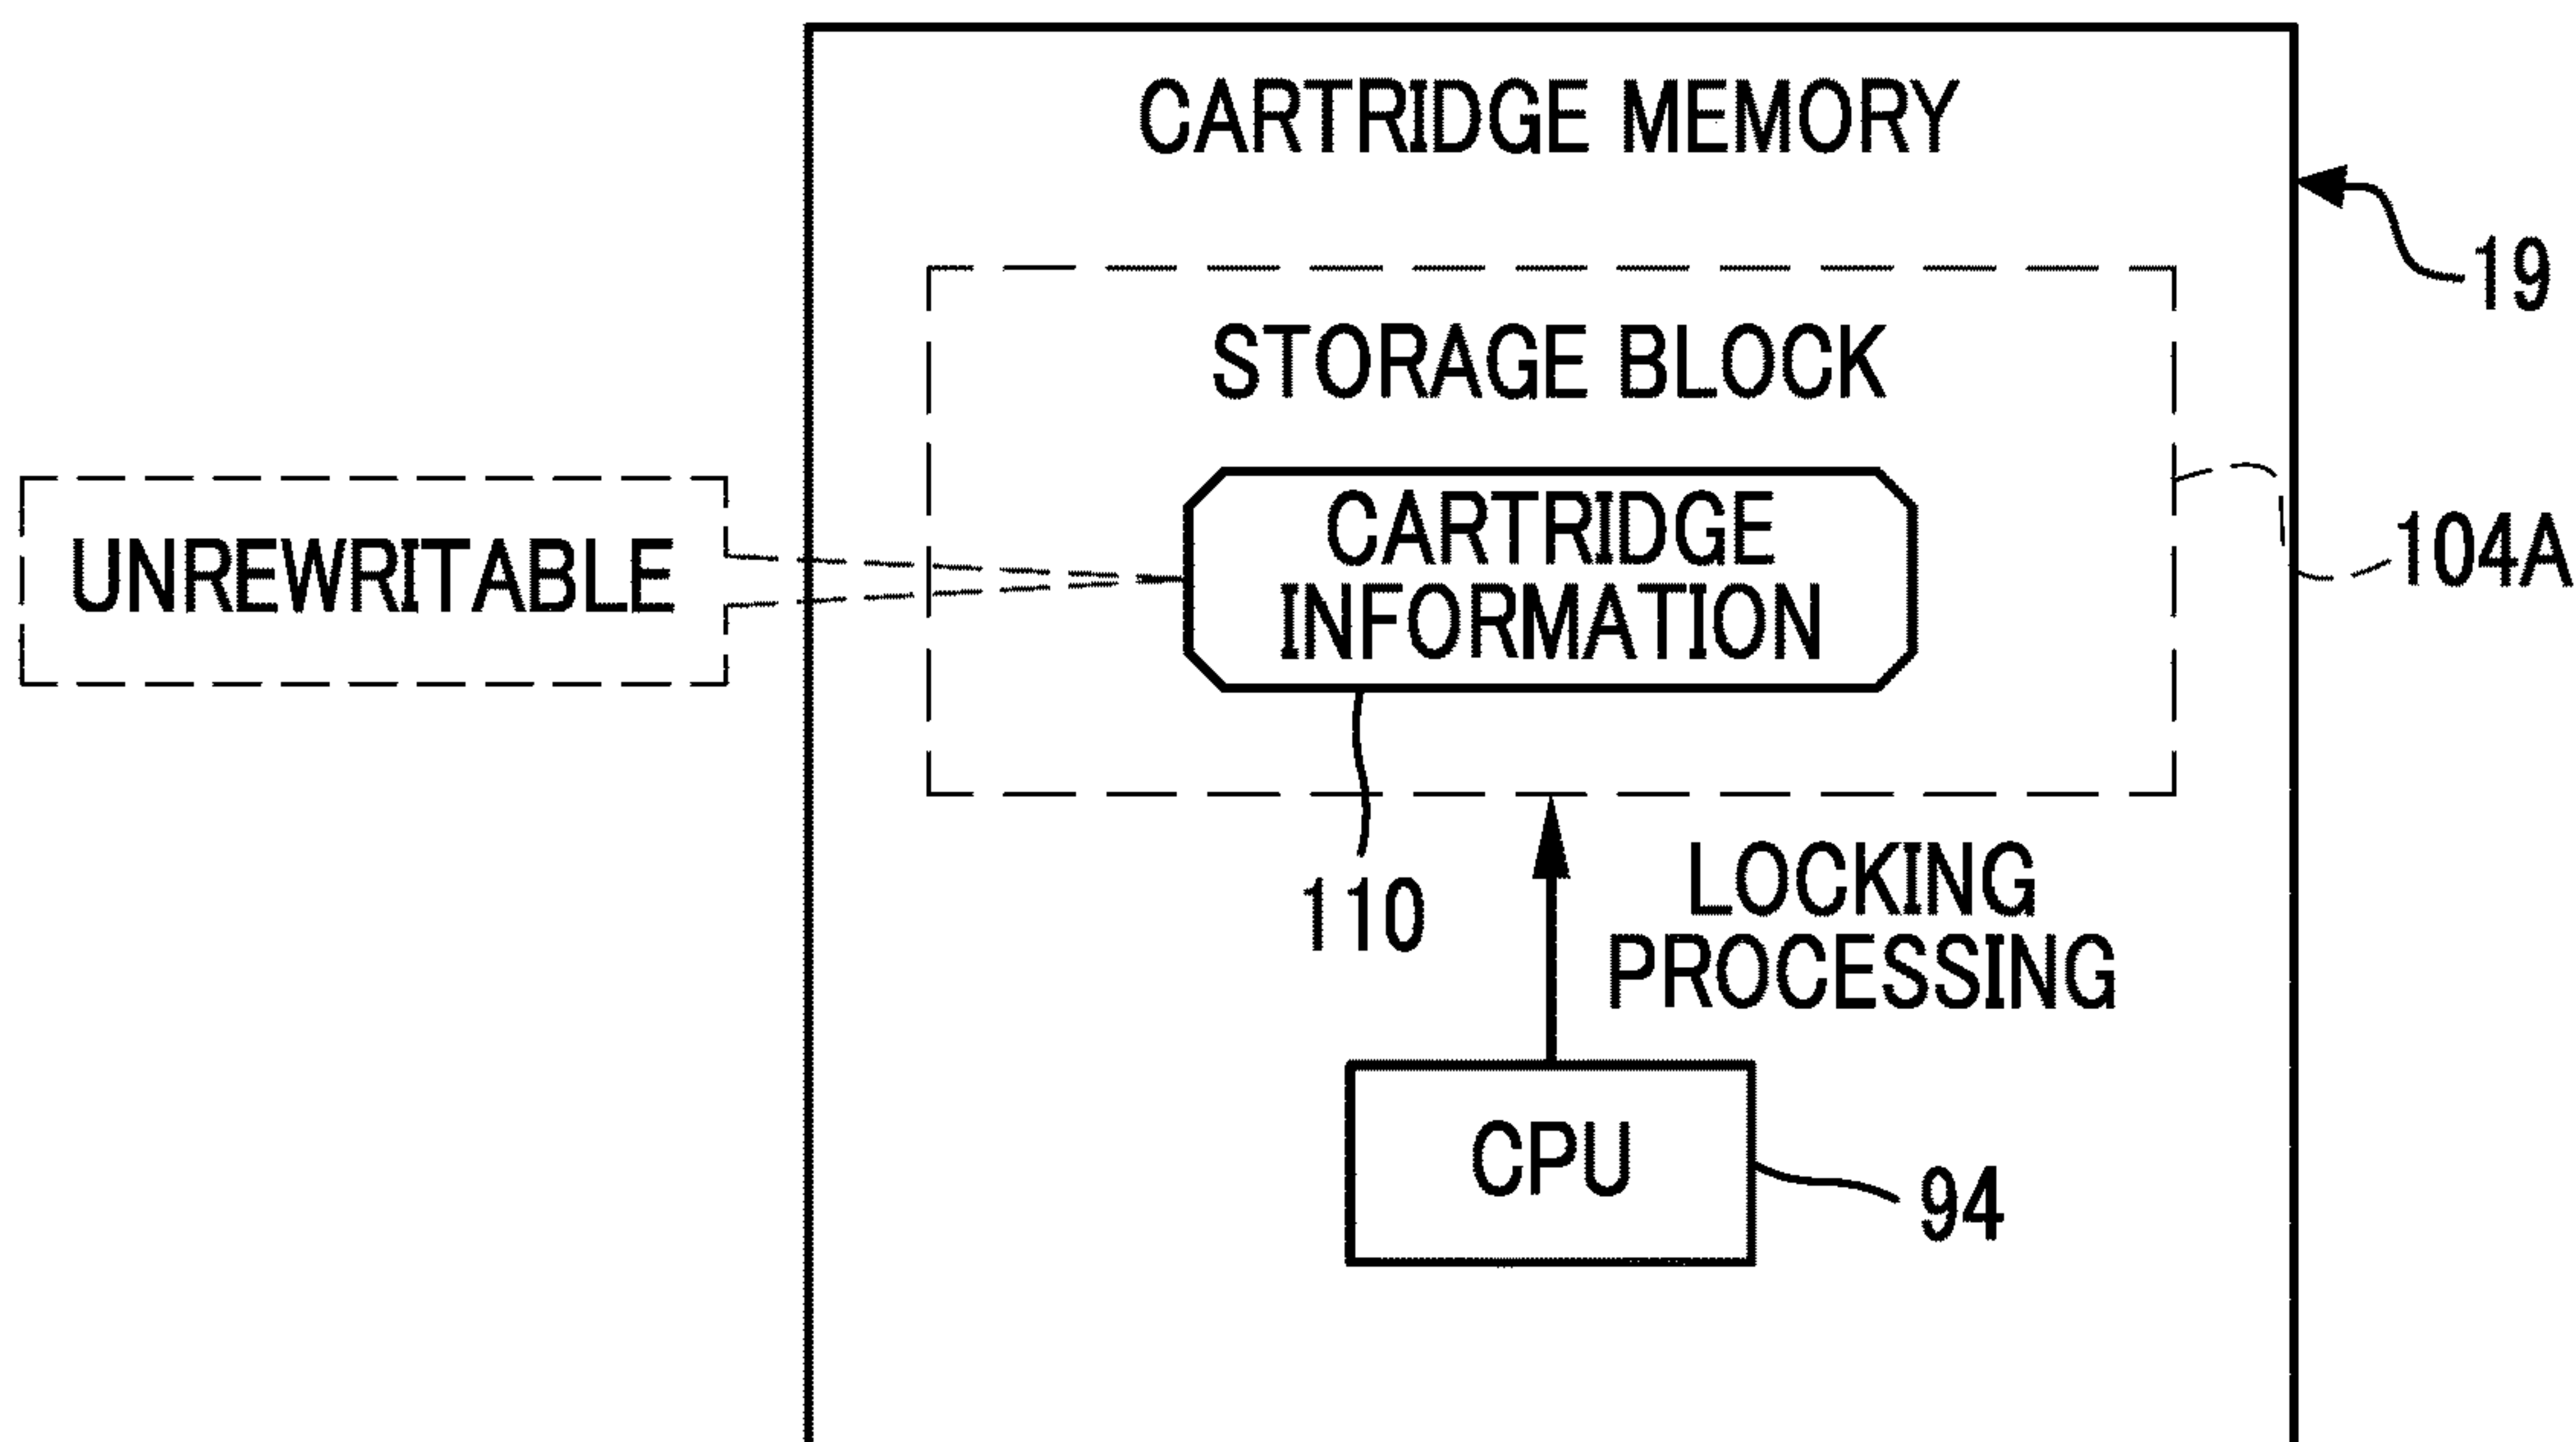 CARTRIDGE MEMORY
19
STORAGE BLOCK
UNREWRITABLE
CARTRIDGE
INFORMATION
104A
110
LOCKING
PROCESSING
CPU
94